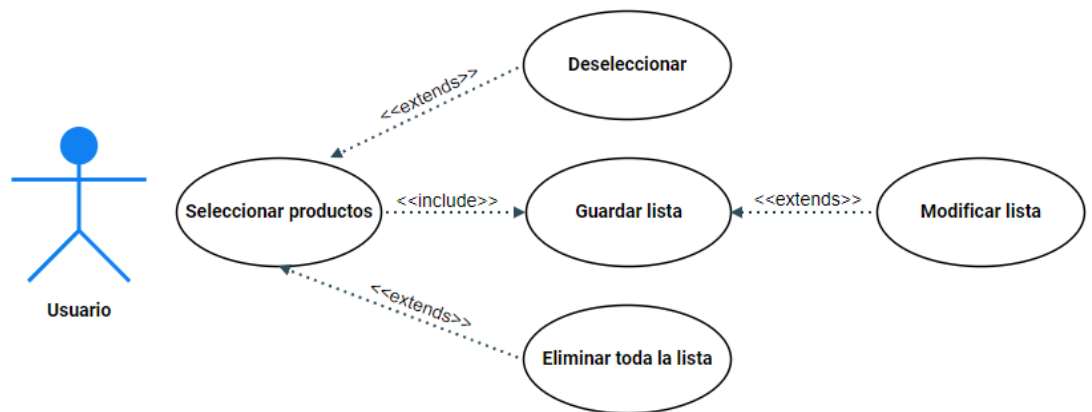 Deseleccionar
<<extends>>
Seleccionar productos
<<include>>
Guardar lista
<<extends>>
Modificar lista
<<extends>>
Usuario
Eliminar toda la lista